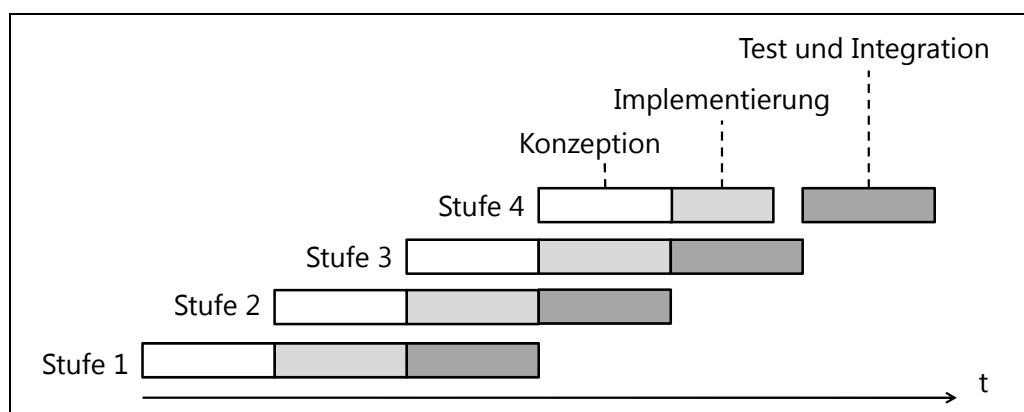 Test und Integration
Implementierung
Konzeption
Stufe 4
Stufe 3
Stufe 2
Stufe 1
t